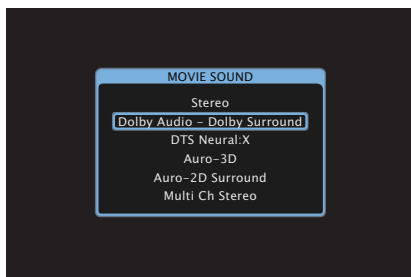 MOVIE SOUND
Stereo
Dolby Audio – Dolby Surround
DTS Neural:X
Auro-3D
Auro-2D Surround
Multi Ch Stereo